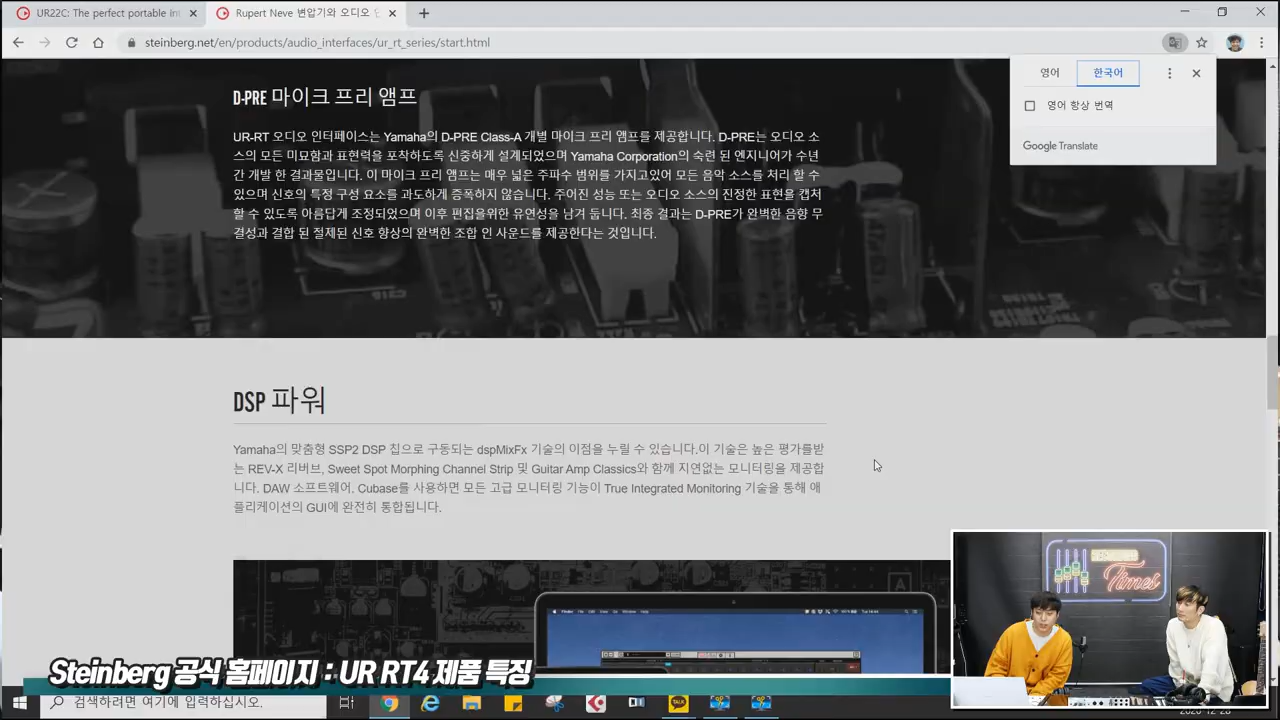 UR22C: The perfect portable int
Rupert Neve 변압기와 오디오 인
steinberg.net/en/products/audio_interfaces/ur_rt_series/start.html
영어
한국어
영어 항상 번역
Google Translate
D-PRE 마이크 프리 앰프
UR-RT 오디오 인터페이스는 Yamaha의 D-PRE Class-A 개별 마이크 프리 앰프를 제공합니다. D-PRE는 오디오 소
스의 모든 미묘함과 표현력을 포착하도록 신중하게 설계되었으며 Yamaha Corporation의 숙련 된 엔지니어가 수년
간 개발 한 결과물입니다. 이 마이크 프리 앰프는 매우 넓은 주파수 범위를 가지고있어 모든 음악 소스를 처리 할 수
있으며 신호의 특정 구성 요소를 과도하게 증폭하지 않습니다. 주어진 성능 또는 오디오 소스의 진정한 표현을 캡처
할 수 있도록 아름답게 조정되었으며 이후 편집을위한 유연성을 남겨 둡니다. 최종 결과는 D-PRE가 완벽한 음향 무
결성과 결합 된 절제된 신호 향상의 완벽한 조합 인 사운드를 제공한다는 것입니다.
DSP 파워
Yamaha의 맞춤형 SSP2 DSP 칩으로 구동되는 dspMixFx 기술의 이점을 누릴 수 있습니다.이 기술은 높은 평가를받
는 REV-X 리버브, Sweet Spot Morphing Channel Strip 및 Guitar Amp Classics와 함께 지연없는 모니터링을 제공합
니다. DAW 소프트웨어, Cubase를 사용하면 모든 고급 모니터링 기능이 True Integrated Monitoring 기술을 통해 애
플리케이션의 GUI에 완전히 통합됩니다.
Times
Steinberg 공식 홈페이지 : UR RT4 제품 특징
검색하려면 여기에 입력하십시오.
TALK
2020-12-28